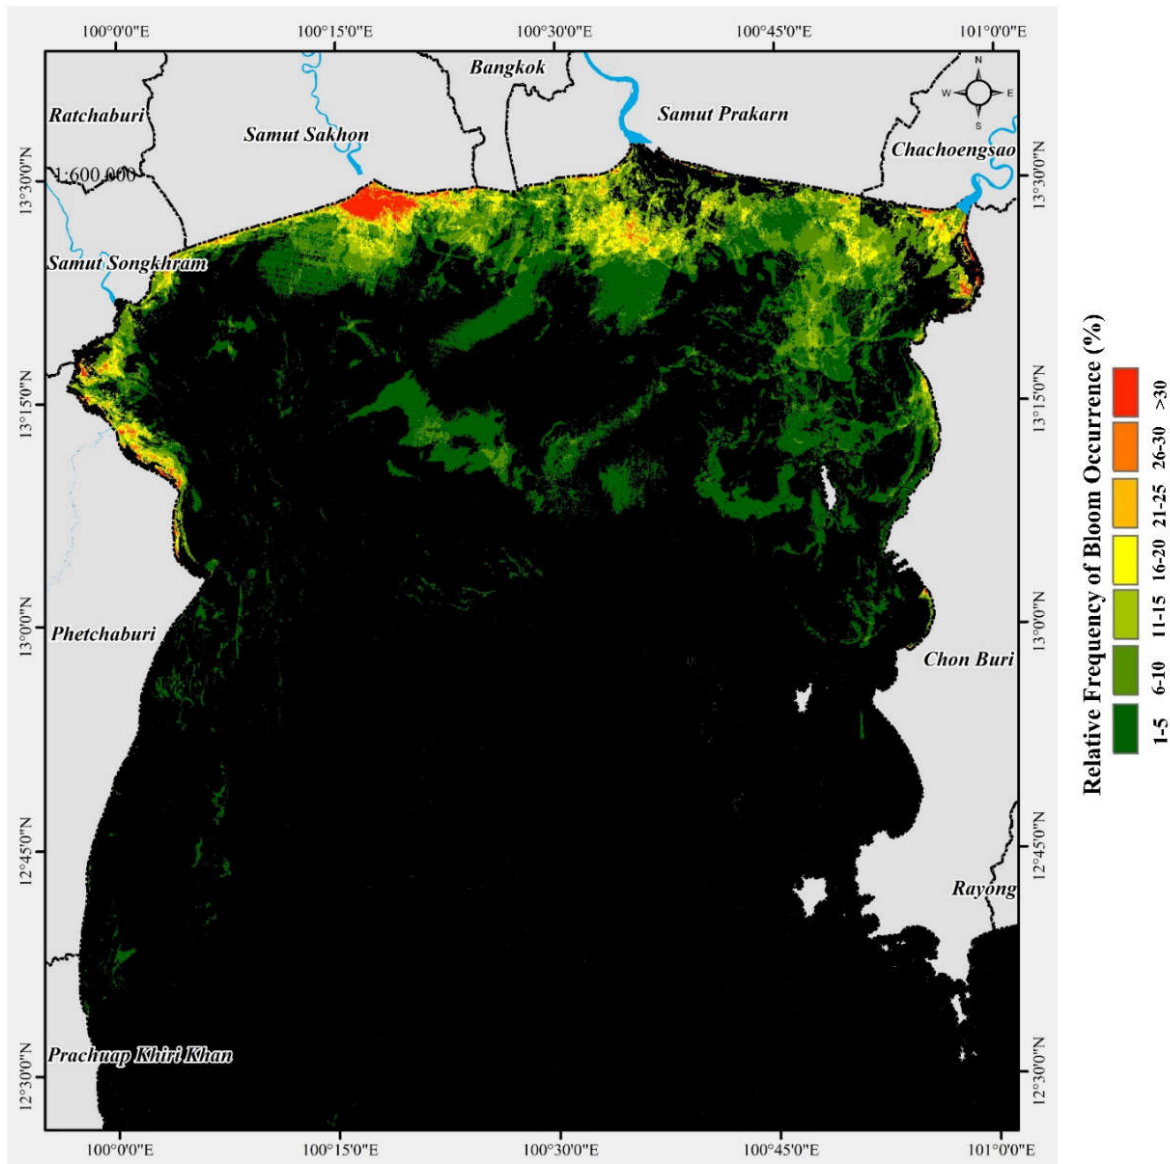 100°0'0"E 100°15'0"E 100°30'0"E 100°45'0"E 101°0'0"E
N
W E
S
Bangkok
Ratchaburi
Samut Sakhon
Samut Prakarn
Chachoengsao
1:600,000
13°30'0"N
13°30'0"N
Samut Songkhram
13°15'0"N
13°15'0"N
13°0'0"N
13°0'0"N
Phetchaburi
Chon Buri
12°45'0"N
12°45'0"N
Rayong
Prachuap Khiri Khan
12°30'0"N
12°30'0"N
100°0'0"E 100°15'0"E 100°30'0"E 100°45'0"E 101°0'0"E
Relative Frequency of Bloom Occurrence (%)
>30
26-30
21-25
16-20
11-15
6-10
1-5